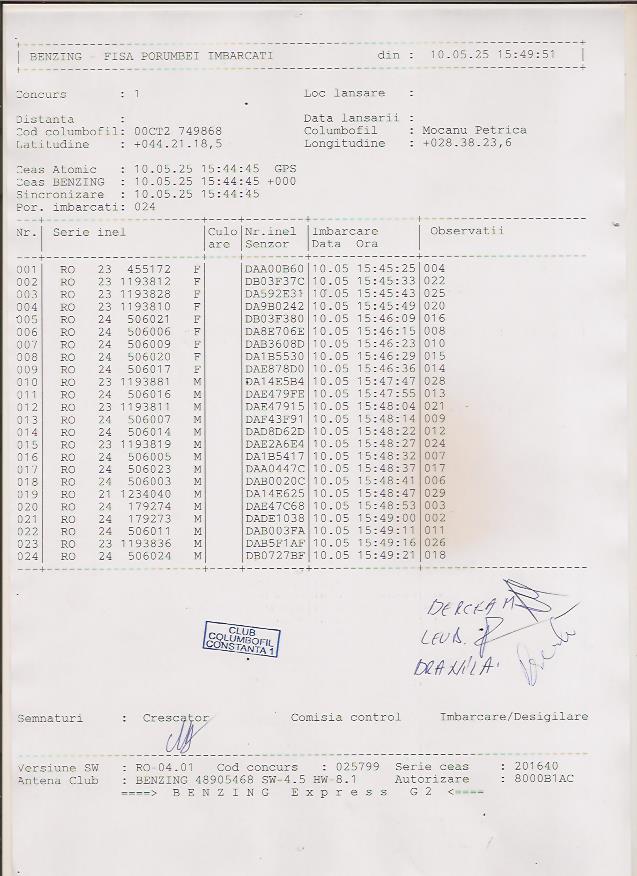 BENZING - FISA PORUMBEI IMBARCATI din : 10.05.25 15:49:51
Concurs : 1 Loc lansare :
Distanta : Data lansarii :
Cod columbofil: 00CT2 749868 Columbofil : Mocanu Petrica
Latitudine : +044.21.18,5 Longitudine : +028.38.23,6
Ceas Atomic : 10.05.25 15:44:45 GPS
Ceas BENZING : 10.05.25 15:44:45 +000
Sincronizare : 10.05.25 15:44:45
Por. imbarcati: 024
Nr. Serie inel Culo Nr.inel Imbarcare Observatii
are Senzor Data Ora
001 RO 23 455172 F DAA00B60 10.05 15:45:25 004
002 RO 23 1193812 F DB03F37C 10.05 15:45:33 022
003 RO 23 1193828 F DA592E31 10.05 15:45:43 025
004 RO 23 1193810 F DA9B0242 10.05 15:45:49 020
005 RO 24 506021 F DB03F380 10.05 15:46:09 016
006 RO 24 506006 F DA8E706E 10.05 15:46:15 008
007 RO 24 506009 F DAB3608D 10.05 15:46:23 010
008 RO 24 506020 F DA1B5530 10.05 15:46:29 015
009 RO 24 506017 F DAE878D0 10.05 15:46:36 014
010 RO 23 1193881 M DA14E5B4 10.05 15:47:47 028
011 RO 24 506016 M DAE479FE 10.05 15:47:55 013
012 RO 23 1193811 M DAE47915 10.05 15:48:04 021
013 RO 24 506007 M DAF43F91 10.05 15:48:14 009
014 RO 24 506014 M DAD8D62D 10.05 15:48:22 012
015 RO 23 1193819 M DAE2A6E4 10.05 15:48:27 024
016 RO 24 506005 M DA1B5417 10.05 15:48:32 007
017 RO 24 506023 M DAA0447C 10.05 15:48:37 017
018 RO 24 506003 M DAB0020C 10.05 15:48:41 006
019 RO 21 1234040 M DA14E625 10.05 15:48:47 029
020 RO 24 179274 M DAE47C68 10.05 15:48:53 003
021 RO 24 179273 M DADE1038 10.05 15:49:00 002
022 RO 24 506011 M DAB003FA 10.05 15:49:11 011
023 RO 23 1193836 M DAB5F1AF 10.05 15:49:16 026
024 RO 24 506024 M DB0727BF 10.05 15:49:21 018
DERCEA M
LEU D.
DRANILA.
CLUB
COLUMBOFIL
CONSTANTA 1
Semnaturi : Crescator Comisia control Imbarcare/Desigilare
Versiune SW : RO-04.01 Cod concurs : 025799 Serie ceas : 201640
Antena Club : BENZING 48905468 SW-4.5 HW-8.1 Autorizare : 8000B1AC
====> B E N Z I N G E x p r e s s G 2 <====